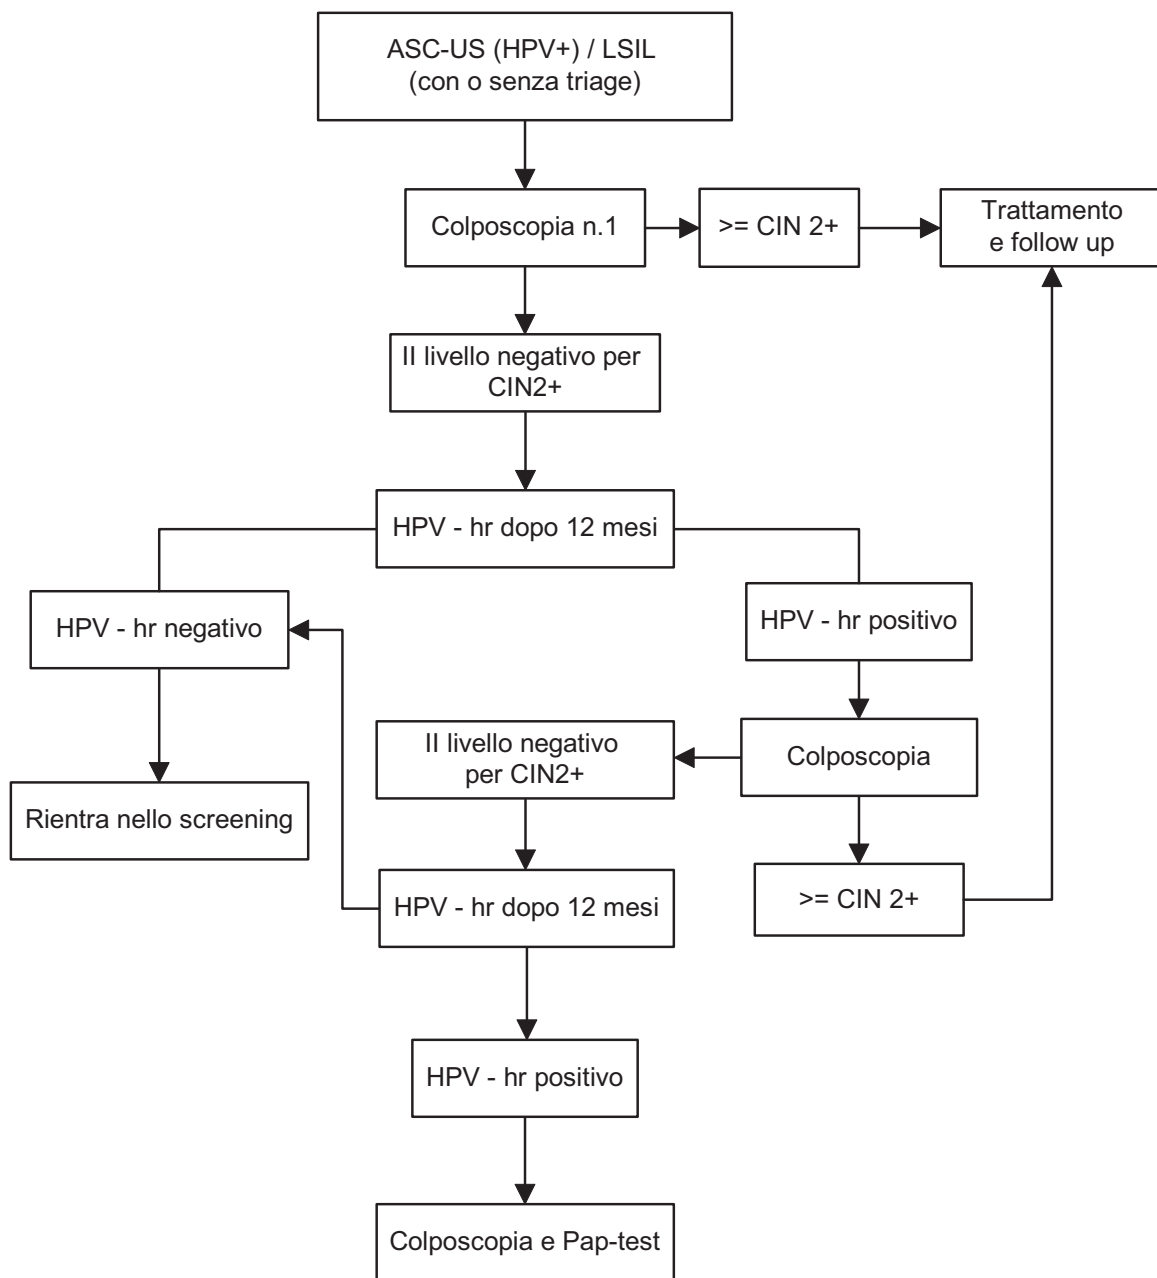 ASC-US (HPV+) / LSIL
(con o senza triage)
Colposcopia n.1
>= CIN 2+
Trattamento
e follow up
II livello negativo per
CIN2+
HPV - hr dopo 12 mesi
HPV - hr negativo
HPV - hr positivo
II livello negativo
per CIN2+
Colposcopia
Rientra nello screening
HPV - hr dopo 12 mesi
>= CIN 2+
HPV - hr positivo
Colposcopia e Pap-test